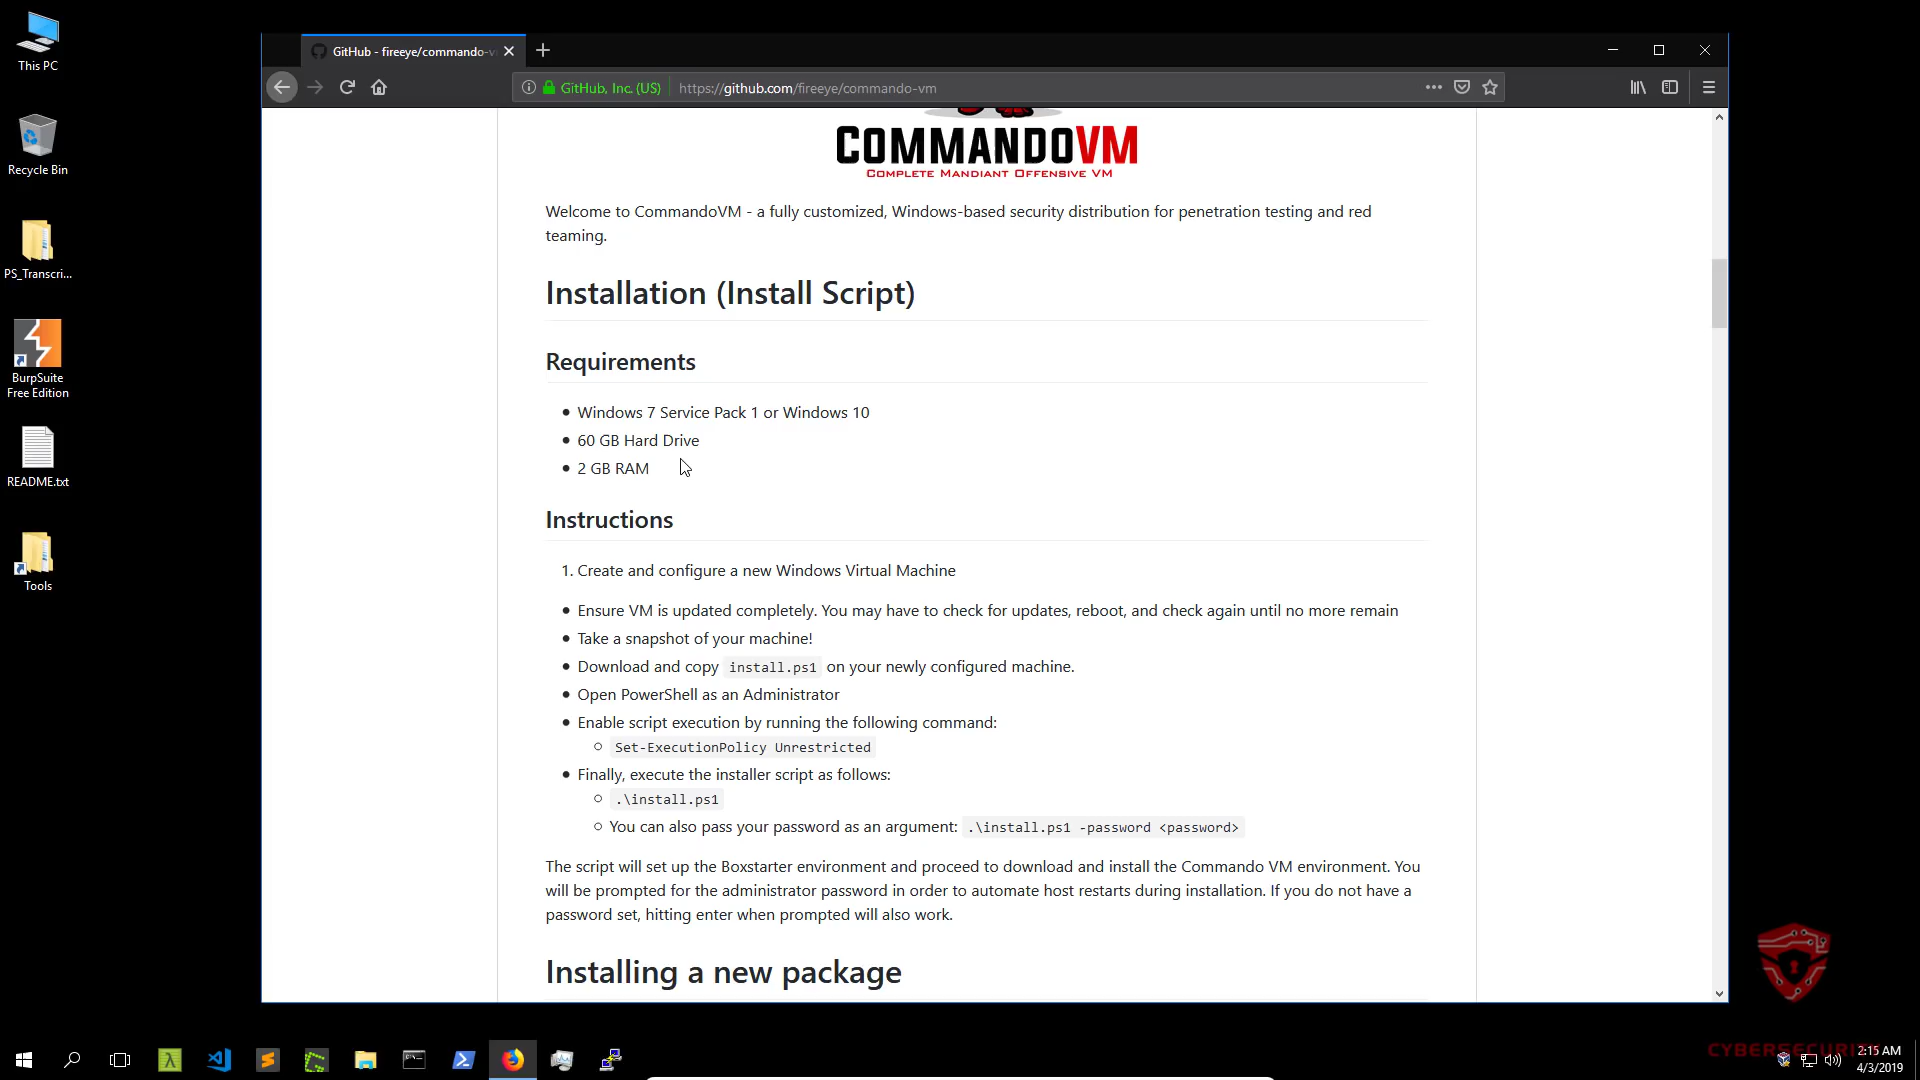 This PC
Recycle Bin
PS_Transcri...
BurpSuite
Free Edition
README.txt
Tools
GitHub - fireeye/commando-v
GitHub, Inc. (US)
https://github.com/fireeye/commando-vm
COMMANDOVM
COMPLETE MANDIANT OFFENSIVE VM
Welcome to CommandoVM - a fully customized, Windows-based security distribution for penetration testing and red
teaming.
Installation (Install Script)
Requirements
• Windows 7 Service Pack 1 or Windows 10
• 60 GB Hard Drive
• 2 GB RAM
Instructions
1. Create and configure a new Windows Virtual Machine
• Ensure VM is updated completely. You may have to check for updates, reboot, and check again until no more remain
• Take a snapshot of your machine!
• Download and copy install.ps1 on your newly configured machine.
• Open PowerShell as an Administrator
• Enable script execution by running the following command:
○ Set-ExecutionPolicy Unrestricted
• Finally, execute the installer script as follows:
○ .\install.ps1
○ You can also pass your password as an argument: .\install.ps1 -password <password>
The script will set up the Boxstarter environment and proceed to download and install the Commando VM environment. You
will be prompted for the administrator password in order to automate host restarts during installation. If you do not have a
password set, hitting enter when prompted will also work.
Installing a new package
CYBERSECURITY
2:15 AM
4/3/2019